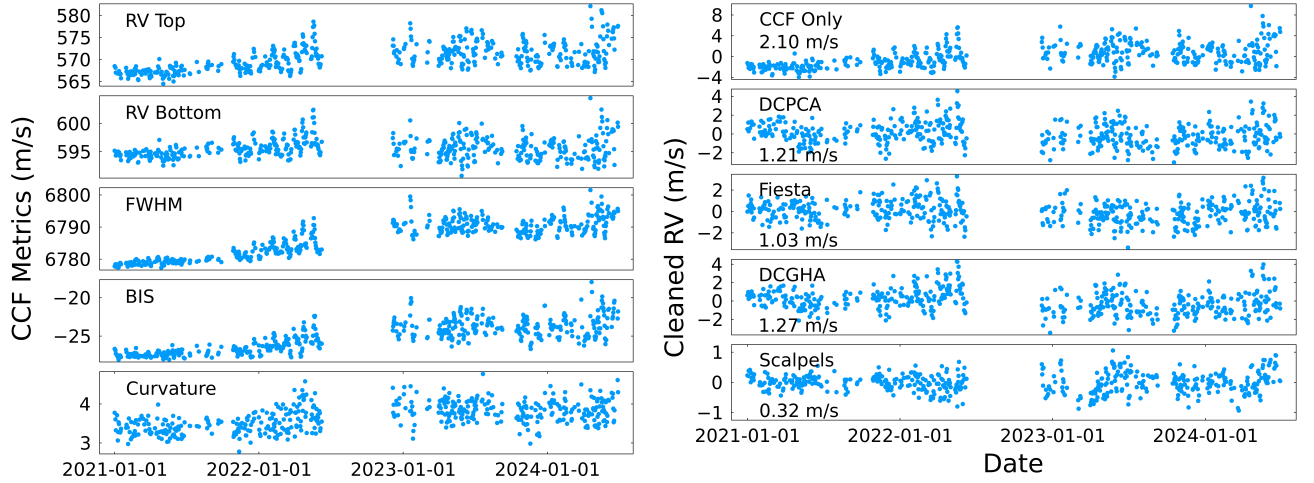 CCF Metrics (m/s)
RV Top
580
575
570
565
RV Bottom
600
595
FWHM
6800
6790
6780
BIS
−20
−25
Curvature
4
3
2021-01-01 2022-01-01 2023-01-01 2024-01-01
Cleaned RV (m/s)
CCF Only
2.10 m/s
8
4
0
−4
DCPCA
1.21 m/s
4
2
0
−2
Fiesta
1.03 m/s
2
0
−2
DCGHA
1.27 m/s
4
2
0
−2
Scalpels
0.32 m/s
1
0
−1
2021-01-01 2022-01-01 2023-01-01 2024-01-01
Date